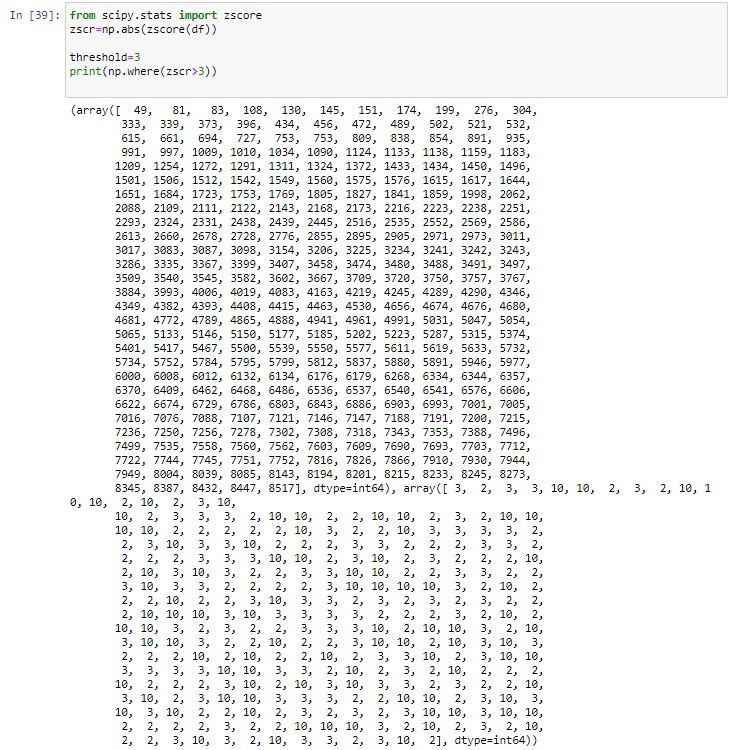 In [39]: from scipy.stats import zscore
zscr=np.abs(zscore(df))
threshold=3
print(np.where(zscr>3))
(array([ 49, 81, 83, 108, 130, 145, 151, 174, 199, 276, 304,
333, 339, 373, 396, 434, 456, 472, 489, 502, 521, 532,
615, 661, 694, 727, 753, 753, 809, 838, 854, 891, 935,
991, 997, 1009, 1010, 1034, 1090, 1124, 1133, 1138, 1159, 1183,
1209, 1254, 1272, 1291, 1311, 1324, 1372, 1433, 1434, 1450, 1496,
1501, 1506, 1512, 1542, 1549, 1560, 1575, 1576, 1615, 1617, 1644,
1651, 1684, 1723, 1753, 1769, 1805, 1827, 1841, 1859, 1998, 2062,
2088, 2109, 2111, 2122, 2143, 2168, 2173, 2216, 2223, 2238, 2251,
2293, 2324, 2331, 2438, 2439, 2445, 2516, 2535, 2552, 2569, 2586,
2613, 2660, 2678, 2728, 2776, 2855, 2895, 2905, 2971, 2973, 3011,
3017, 3083, 3087, 3098, 3154, 3206, 3225, 3234, 3241, 3242, 3243,
3286, 3335, 3367, 3399, 3407, 3458, 3474, 3480, 3488, 3491, 3497,
3509, 3540, 3545, 3582, 3602, 3667, 3709, 3720, 3750, 3757, 3767,
3884, 3993, 4006, 4019, 4083, 4163, 4219, 4245, 4289, 4290, 4346,
4349, 4382, 4393, 4408, 4415, 4463, 4530, 4656, 4674, 4676, 4680,
4681, 4772, 4789, 4865, 4888, 4941, 4961, 4991, 5031, 5047, 5054,
5065, 5133, 5146, 5150, 5177, 5185, 5202, 5223, 5287, 5315, 5374,
5401, 5417, 5467, 5500, 5539, 5550, 5577, 5611, 5619, 5633, 5732,
5734, 5752, 5784, 5795, 5799, 5812, 5837, 5880, 5891, 5946, 5977,
6000, 6008, 6012, 6132, 6134, 6176, 6179, 6268, 6334, 6344, 6357,
6370, 6409, 6462, 6468, 6486, 6536, 6537, 6540, 6541, 6576, 6606,
6622, 6674, 6729, 6786, 6803, 6843, 6886, 6903, 6993, 7001, 7005,
7016, 7076, 7088, 7107, 7121, 7146, 7147, 7188, 7191, 7200, 7215,
7236, 7250, 7256, 7278, 7302, 7308, 7318, 7343, 7353, 7388, 7496,
7499, 7535, 7558, 7560, 7562, 7603, 7609, 7690, 7693, 7703, 7712,
7722, 7744, 7745, 7751, 7752, 7816, 7826, 7866, 7910, 7930, 7944,
7949, 8004, 8039, 8085, 8143, 8194, 8201, 8215, 8233, 8245, 8273,
8345, 8387, 8432, 8447, 8517], dtype=int64), array([ 3, 2, 3, 3, 10, 10, 2, 3, 2, 10, 1
0, 10, 2, 10, 2, 3, 10,
10, 2, 3, 3, 3, 2, 10, 10, 2, 2, 10, 10, 2, 3, 2, 10, 10,
10, 10, 2, 2, 2, 2, 10, 3, 2, 2, 10, 3, 3, 3, 3, 2,
2, 3, 10, 3, 3, 10, 2, 2, 2, 3, 3, 2, 2, 2, 3, 3, 2,
2, 2, 2, 3, 3, 3, 10, 10, 2, 3, 10, 2, 3, 2, 2, 2, 10,
2, 10, 3, 10, 3, 2, 2, 3, 3, 10, 10, 2, 2, 3, 3, 2, 2,
3, 10, 3, 3, 2, 2, 2, 2, 3, 10, 10, 10, 10, 3, 2, 2, 2,
2, 2, 10, 2, 2, 3, 10, 3, 3, 2, 3, 2, 3, 2, 3, 2, 2,
2, 10, 10, 10, 3, 10, 3, 3, 3, 3, 2, 2, 2, 3, 2, 10, 2,
10, 10, 3, 2, 3, 2, 2, 3, 3, 3, 10, 2, 10, 10, 3, 2, 10,
3, 10, 10, 3, 2, 2, 10, 2, 2, 3, 10, 10, 2, 10, 3, 10, 3,
2, 2, 2, 10, 2, 10, 2, 2, 10, 2, 3, 3, 10, 2, 3, 10, 10,
3, 3, 3, 3, 10, 10, 3, 3, 2, 10, 2, 3, 2, 10, 2, 2, 2,
10, 2, 2, 2, 3, 10, 2, 10, 3, 10, 3, 3, 2, 3, 2, 2, 10,
3, 10, 2, 3, 10, 10, 3, 3, 3, 2, 2, 10, 10, 2, 3, 10, 3,
10, 3, 10, 2, 2, 10, 2, 3, 2, 3, 2, 3, 10, 10, 3, 10, 10,
2, 2, 2, 2, 3, 2, 2, 10, 10, 10, 3, 2, 10, 2, 3, 2, 10,
2, 2, 3, 10, 3, 2, 10, 3, 3, 2, 3, 10, 2], dtype=int64))